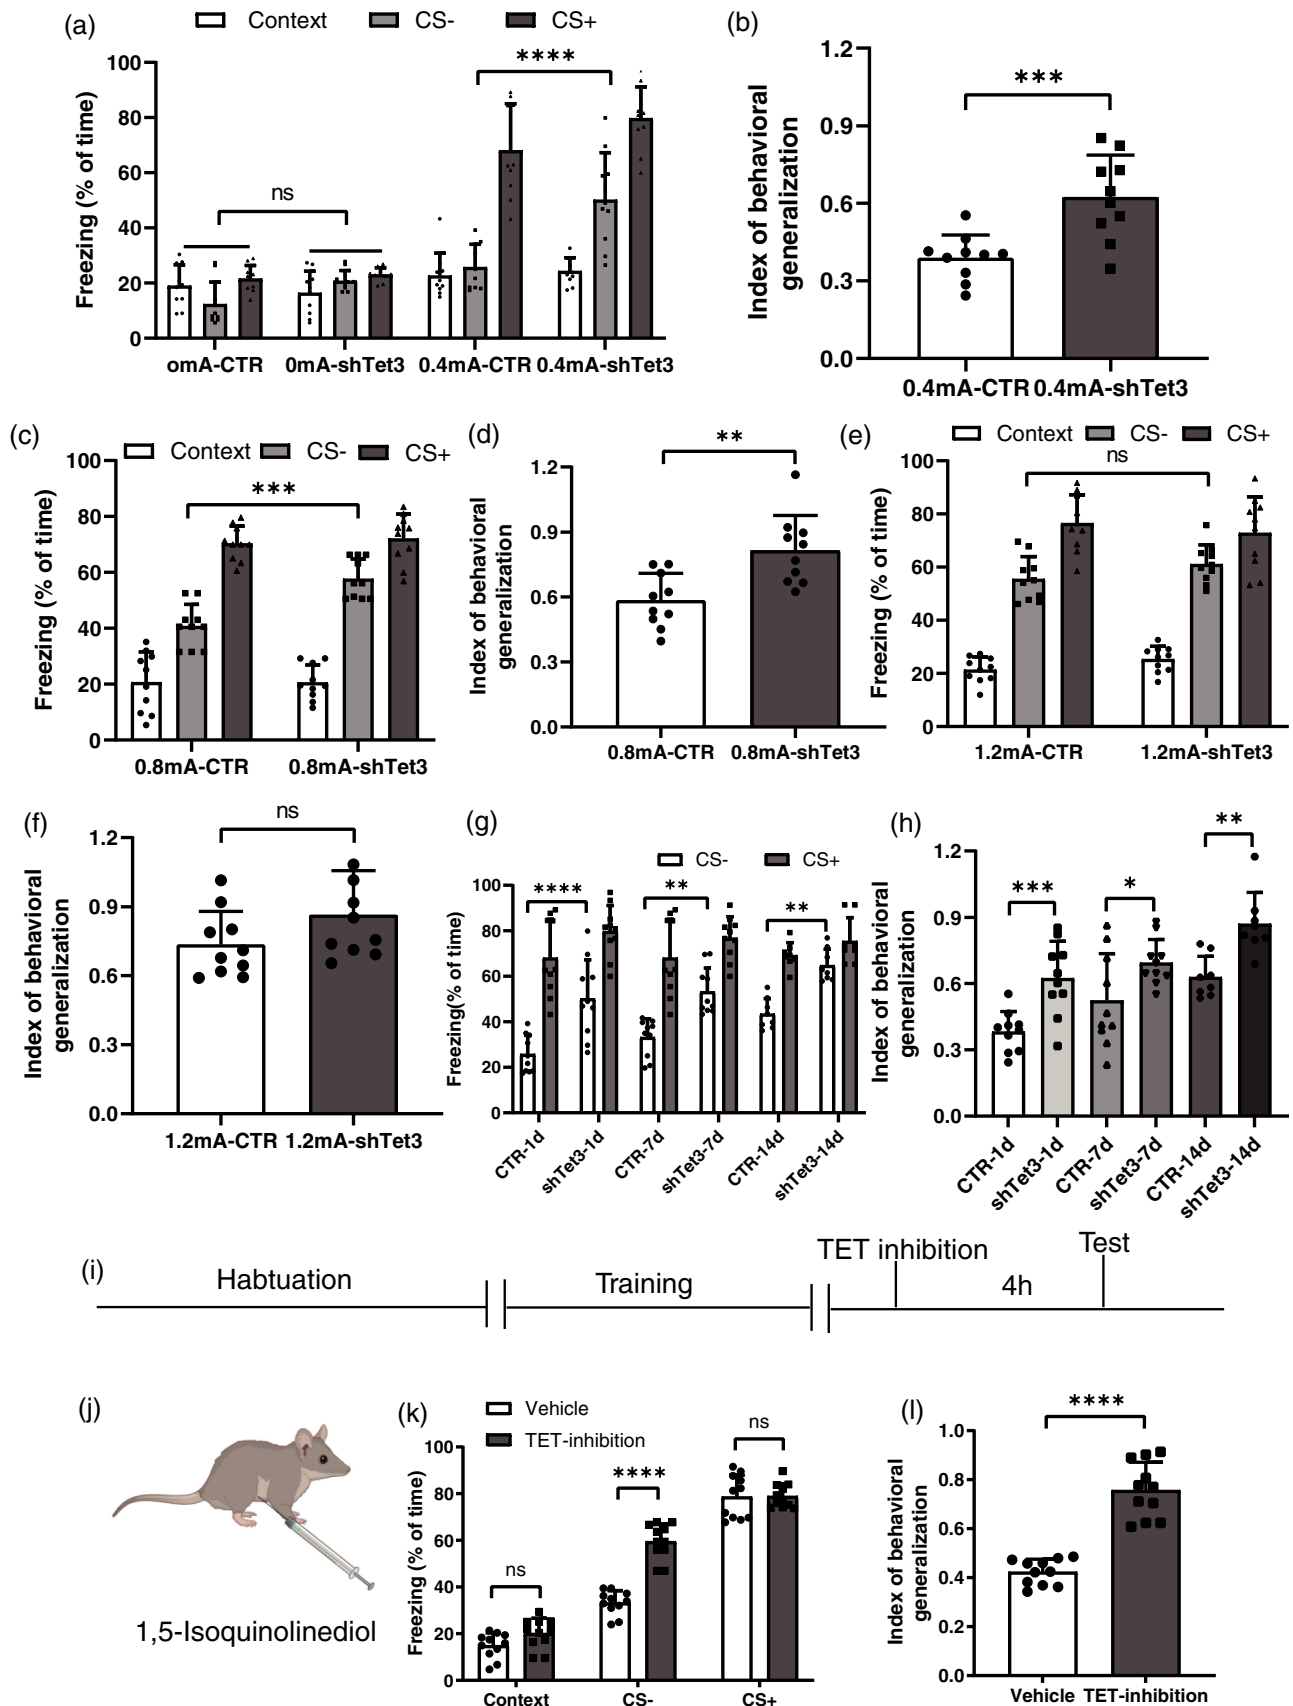 (a)
Context CS- CS+
Freezing (% of time)
100
80
60
40
20
0
ns
****
omA-CTR 0mA-shTet3 0.4mA-CTR 0.4mA-shTet3
(b)
Index of behavioral
generalization
1.2
0.9
0.6
0.3
0.0
***
0.4mA-CTR 0.4mA-shTet3
(c)
Context CS- CS+
Freezing (% of time)
100
80
60
40
20
0
***
0.8mA-CTR 0.8mA-shTet3
(d)
Index of behavioral
generalization
1.2
0.9
0.6
0.3
0.0
**
0.8mA-CTR 0.8mA-shTet3
(e)
Context CS- CS+
Freezing (% of time)
100
80
60
40
20
0
ns
1.2mA-CTR 1.2mA-shTet3
(f)
Index of behavioral
generalization
1.2
0.9
0.6
0.3
0.0
ns
1.2mA-CTR 1.2mA-shTet3
(g)
CS- CS+
Freezing(% of time)
100
80
60
40
20
0
**** ** **
CTR-1d shTet3-1d CTR-7d shTet3-7d CTR-14d shTet3-14d
(h)
Index of behavioral
generalization
1.2
0.9
0.6
0.3
0.0
*** * **
CTR-1d shTet3-1d CTR-7d shTet3-7d CTR-14d shTet3-14d
(i)
Habtuation
Training
TET inhibition
4h
Test
(j)
1,5-Isoquinolinediol
(k)
Vehicle
TET-inhibition
Freezing (% of time)
100
80
60
40
20
0
ns **** ns
Context CS- CS+
(l)
Index of behavioral
generalization
1.0
0.8
0.6
0.4
0.2
0.0
****
Vehicle TET-inhibition